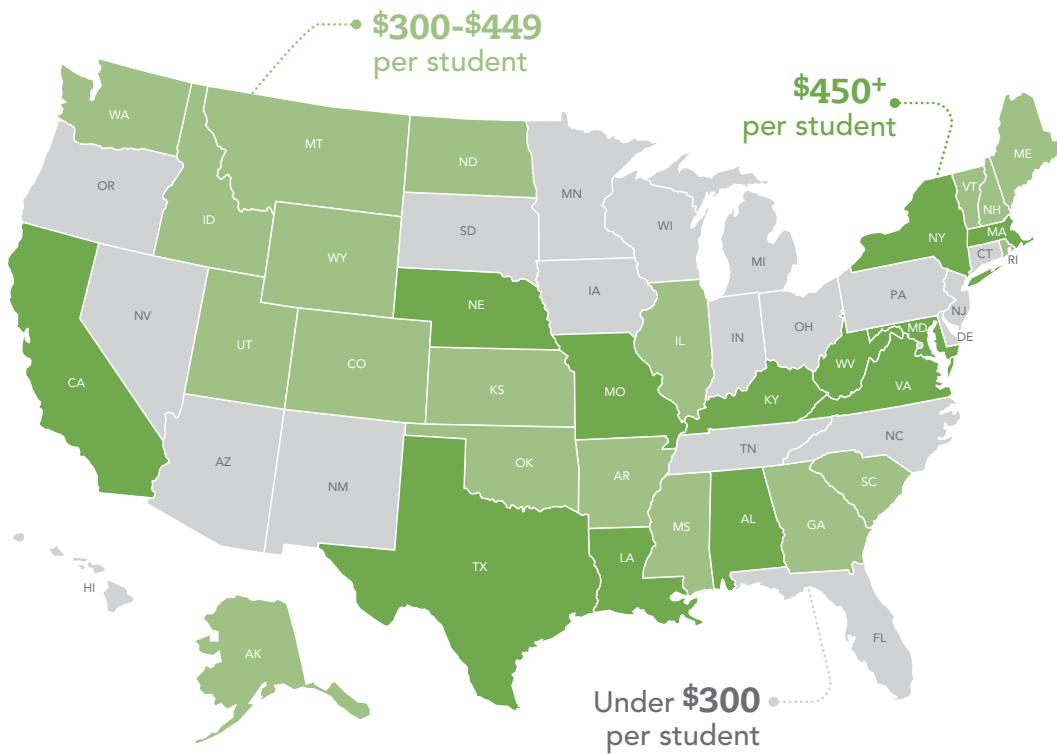 $300-$449
per student
$450+
per student
WA
MT
ND
MN
ME
OR
ID
SD
WI
VT
NH
WY
MI
NY
MA
CT
RI
NE
IA
PA
NJ
NV
UT
CO
IL
IN
OH
MD
DE
CA
KS
MO
KY
WV
VA
AZ
NM
OK
AR
TN
NC
SC
MS
AL
GA
HI
TX
LA
FL
AK
Under $300
per student